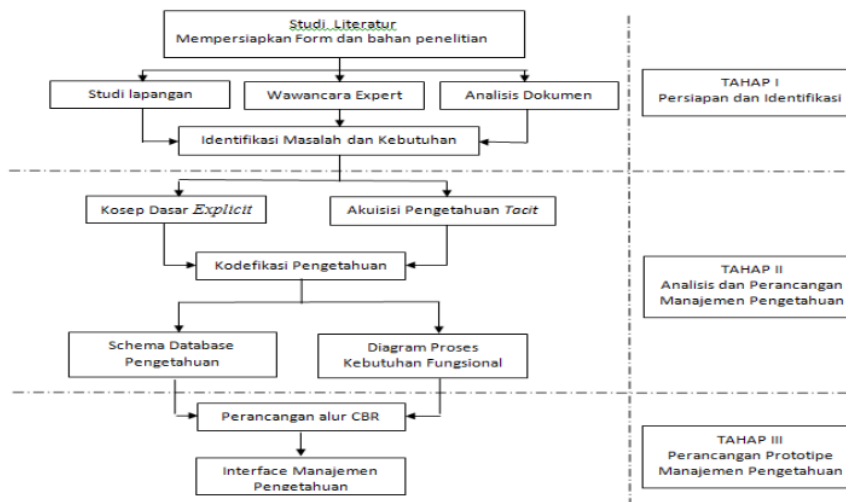 Studi Literatur
Mempersiapkan Form dan bahan penelitian
Studi lapangan
Wawancara Expert
Analisis Dokumen
TAHAP I
Persiapan dan Identifikasi
Identifikasi Masalah dan Kebutuhan
Kosep Dasar Explicit
Akuisisi Pengetahuan Tacit
Kodefikasi Pengetahuan
TAHAP II
Analisis dan Perancangan
Manajemen Pengetahuan
Schema Database
Pengetahuan
Diagram Proses
Kebutuhan Fungsional
Perancangan alur CBR
TAHAP III
Perancangan Prototipe
Manajemen Pengetahuan
Interface Manajemen
Pengetahuan